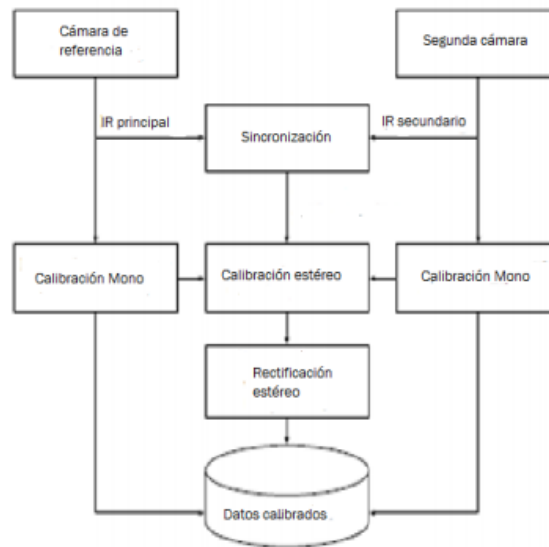 Cámara de
referencia
Segunda cámara
IR principal
IR secundario
Sincronización
Calibración Mono
Calibración estéreo
Calibración Mono
Rectificación
estéreo
Datos calibrados